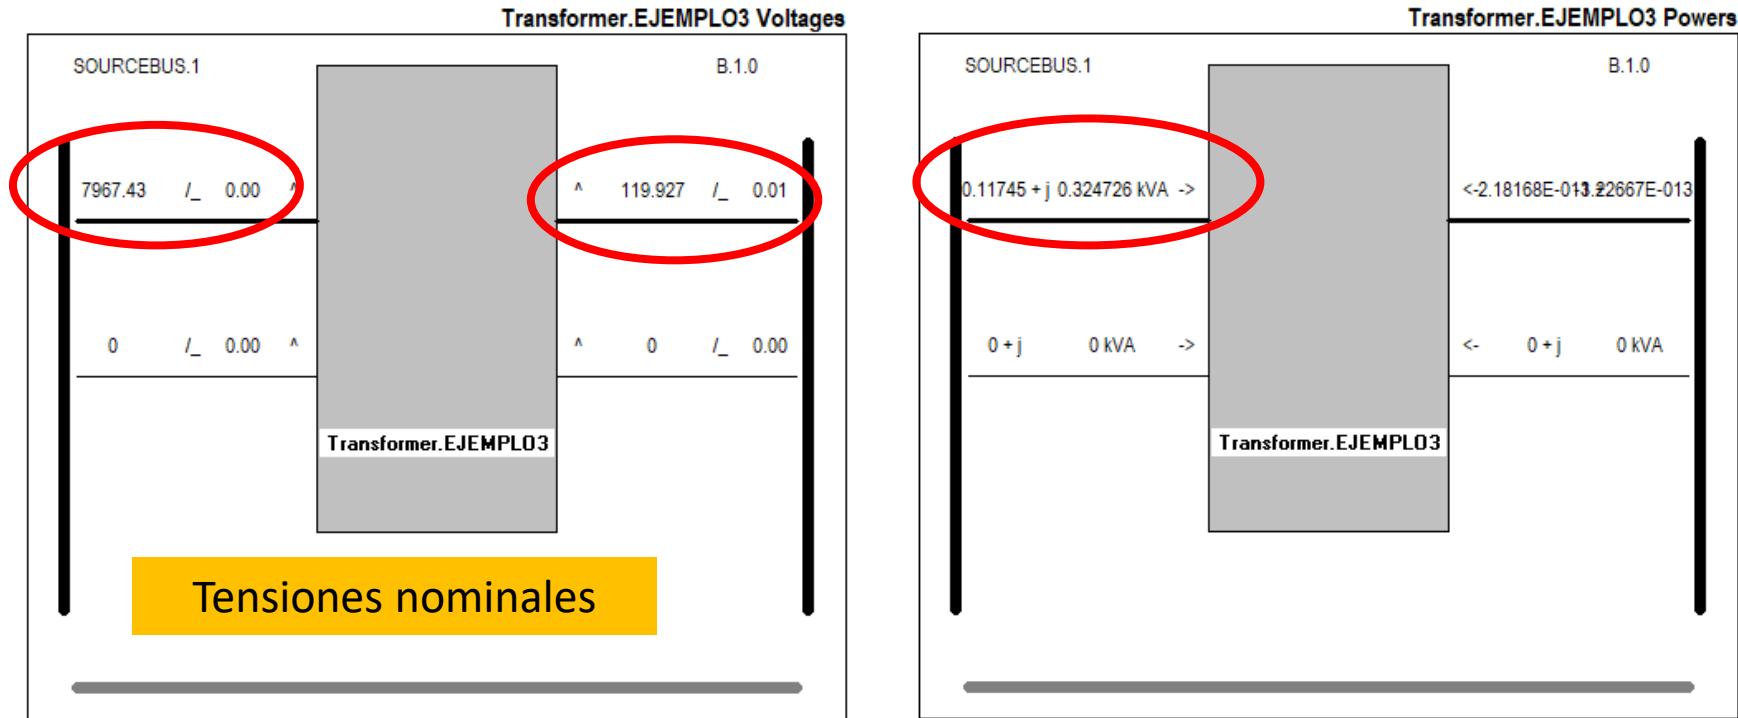 Transformer.EJEMPLO3 Voltages
SOURCEBUS.1 B.1.0
7967.43 /_ 0.00 ^ ^ 119.927 /_ 0.01
0 /_ 0.00 ^ ^ 0 /_ 0.00
Transformer.EJEMPLO3
Tensiones nominales
Transformer.EJEMPLO3 Powers
SOURCEBUS.1 B.1.0
0.11745 + j 0.324726 kVA -> <-2.18168E-013
0 + j 0 kVA -> <- 0 + j 0 kVA
Transformer.EJEMPLO3